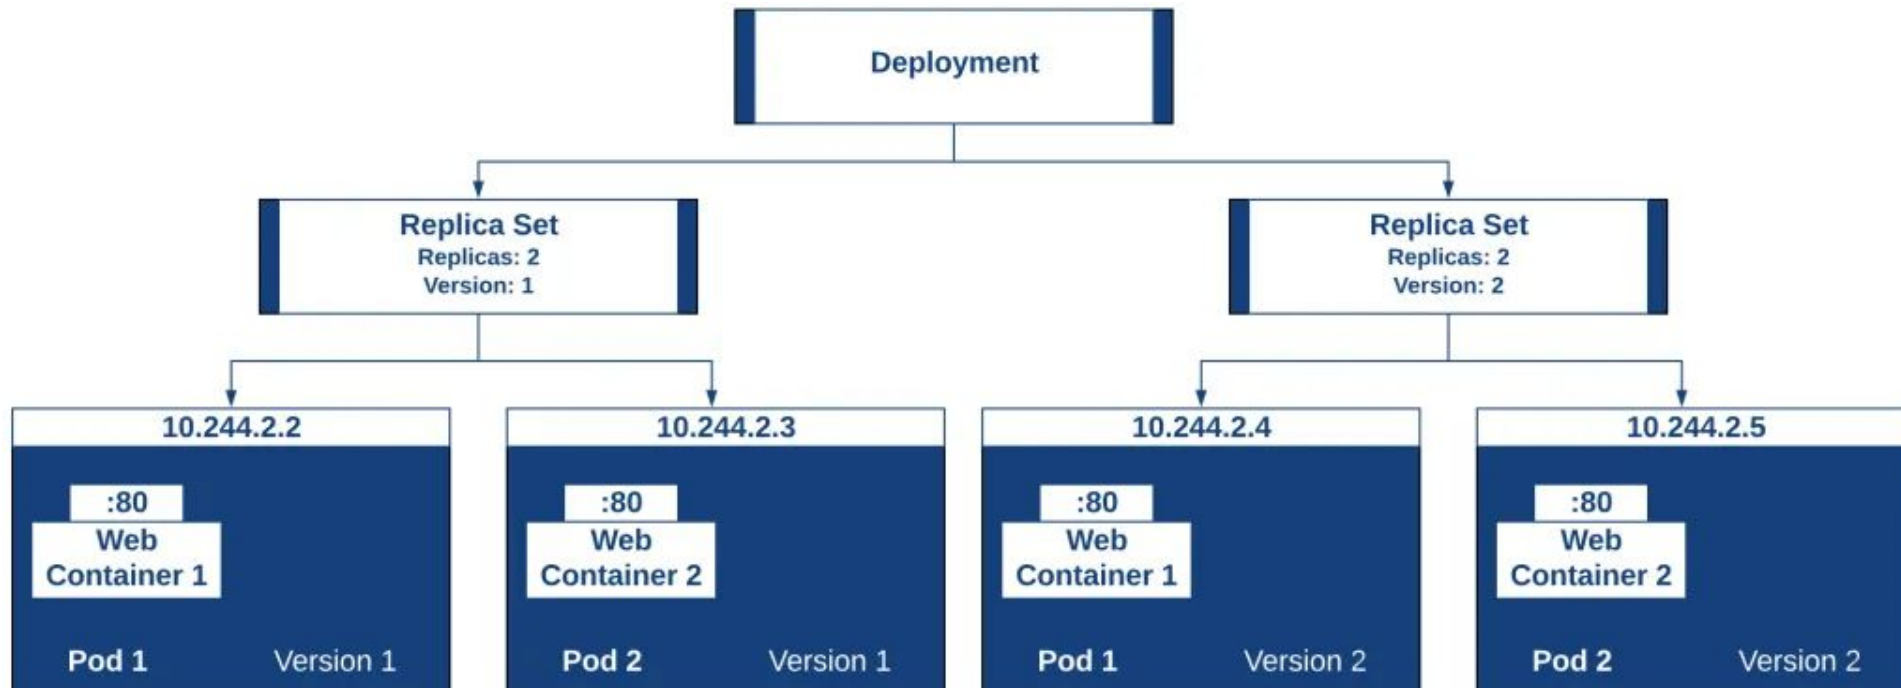 Deployment
Replica Set
Replicas: 2
Version: 1
Replica Set
Replicas: 2
Version: 2
10.244.2.2
:80
Web
Container 1
Pod 1 Version 1
10.244.2.3
:80
Web
Container 2
Pod 2 Version 1
10.244.2.4
:80
Web
Container 1
Pod 1 Version 2
10.244.2.5
:80
Web
Container 2
Pod 2 Version 2